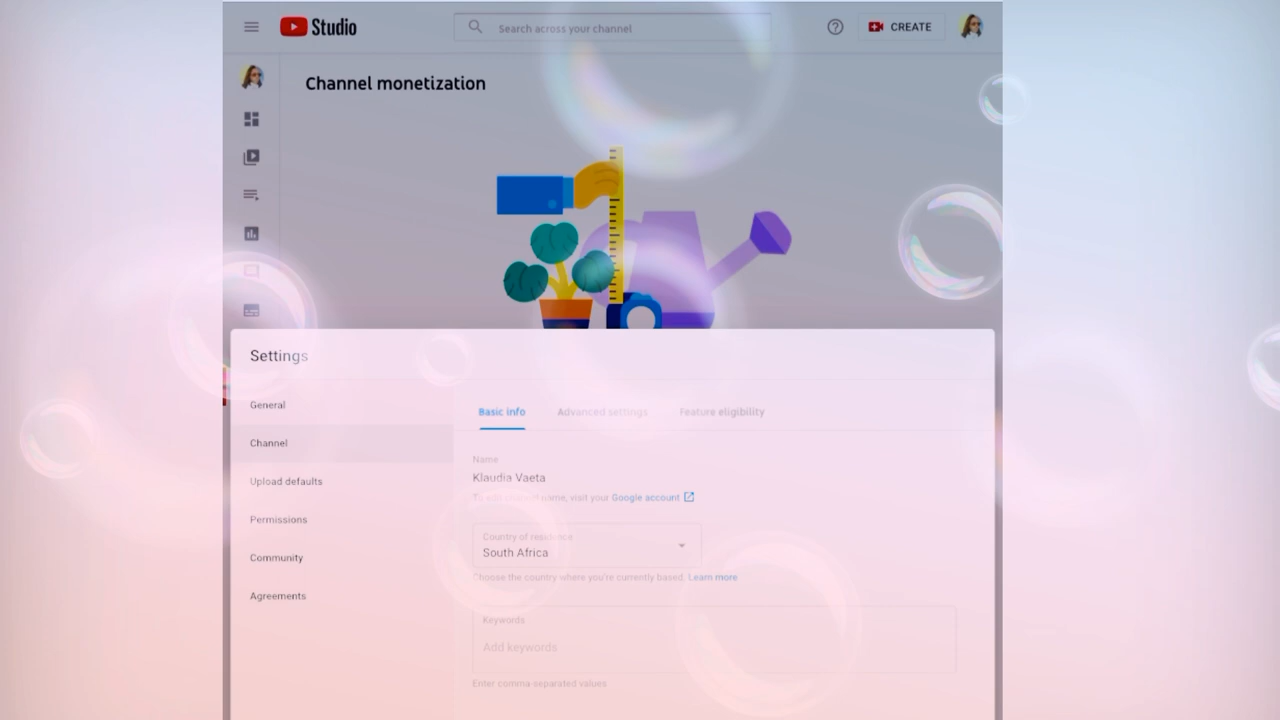 Studio
Search across your channel
CREATE
Channel monetization
Settings
General
Channel
Upload defaults
Permissions
Community
Agreements
Basic info
Advanced settings
Feature eligibility
Name
Klaudia Vaeta
name, visit your Google account
Country of residence
South Africa
Choose the country where you're currently based. Learn more
Keywords
Add keywords
Enter comma-separated values